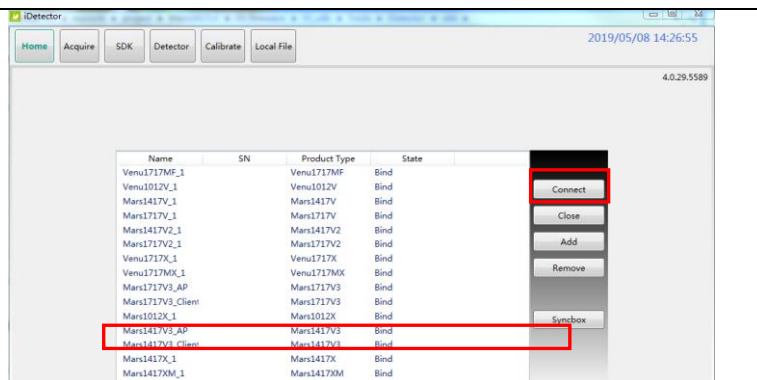 iDetector
Home Acquire SDK Detector Calibrate Local File
2019/05/08 14:26:55
4.0.29.5589
Name SN Product Type State
Venu1717MF_1 Venu1717MF Bind
Venu1012V_1 Venu1012V Bind
Connect
Mars1417V_1 Mars1417V Bind
Mars1717V_1 Mars1717V Bind
Close
Mars1417V2_1 Mars1417V2 Bind
Mars1717V2_1 Mars1717V2 Bind
Add
Venu1717X_1 Venu1717X Bind
Venu1717MX_1 Venu1717MX Bind
Remove
Mars1717V3_AP Mars1717V3 Bind
Mars1717V3_Client Mars1717V3 Bind
Mars1012X_1 Mars1012X Bind
Syncbox
Mars1417V3_AP Mars1417V3 Bind
Mars1417V3_Client Mars1417V3 Bind
Mars1417X_1 Mars1417X Bind
Mars1417XM_1 Mars1417XM Bind